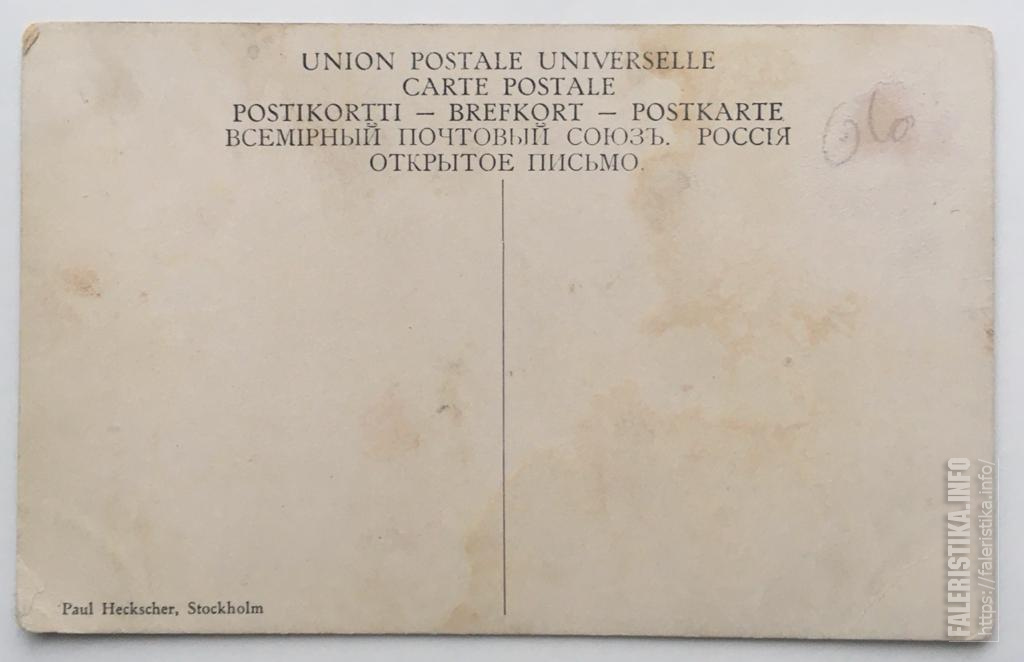 UNION POSTALE UNIVERSELLE
CARTE POSTALE
POSTIKORTTI — BREFKORT — POSTKARTE
ВСЕМІРНЫЙ ПОЧТОВЫЙ СОЮЗЪ. РОССІЯ
ОТКРЫТОЕ ПИСЬМО.
Paul Heckscher, Stockholm
FALERISTIKA.INFO
https://faleristika.info/